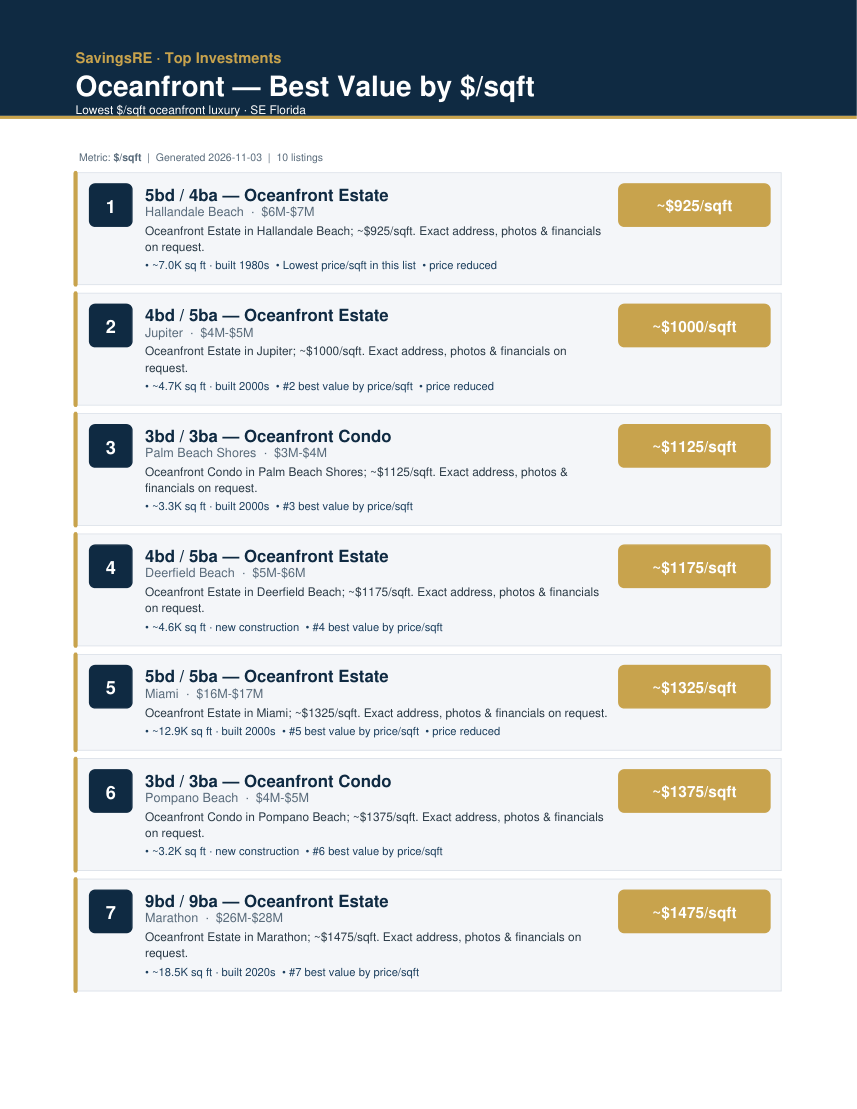 SavingsRE · Top Investments
Oceanfront — Best Value by $/sqft
Lowest $/sqft oceanfront luxury · SE Florida
Metric: $/sqft | Generated 2026-11-03 | 10 listings
1
5bd / 4ba — Oceanfront Estate
~$925/sqft
Hallandale Beach · $6M-$7M
Oceanfront Estate in Hallandale Beach; ~$925/sqft. Exact address, photos & financials
on request.
• ~7.0K sq ft · built 1980s • Lowest price/sqft in this list • price reduced
2
4bd / 5ba — Oceanfront Estate
~$1000/sqft
Jupiter · $4M-$5M
Oceanfront Estate in Jupiter; ~$1000/sqft. Exact address, photos & financials on
request.
• ~4.7K sq ft · built 2000s • #2 best value by price/sqft • price reduced
3
3bd / 3ba — Oceanfront Condo
~$1125/sqft
Palm Beach Shores · $3M-$4M
Oceanfront Condo in Palm Beach Shores; ~$1125/sqft. Exact address, photos &
financials on request.
• ~3.3K sq ft · built 2000s • #3 best value by price/sqft
4
4bd / 5ba — Oceanfront Estate
~$1175/sqft
Deerfield Beach · $5M-$6M
Oceanfront Estate in Deerfield Beach; ~$1175/sqft. Exact address, photos & financials
on request.
• ~4.6K sq ft · new construction • #4 best value by price/sqft
5
5bd / 5ba — Oceanfront Estate
~$1325/sqft
Miami · $16M-$17M
Oceanfront Estate in Miami; ~$1325/sqft. Exact address, photos & financials on request.
• ~12.9K sq ft · built 2000s • #5 best value by price/sqft • price reduced
6
3bd / 3ba — Oceanfront Condo
~$1375/sqft
Pompano Beach · $4M-$5M
Oceanfront Condo in Pompano Beach; ~$1375/sqft. Exact address, photos & financials
on request.
• ~3.2K sq ft · new construction • #6 best value by price/sqft
7
9bd / 9ba — Oceanfront Estate
~$1475/sqft
Marathon · $26M-$28M
Oceanfront Estate in Marathon; ~$1475/sqft. Exact address, photos & financials on
request.
• ~18.5K sq ft · built 2020s • #7 best value by price/sqft